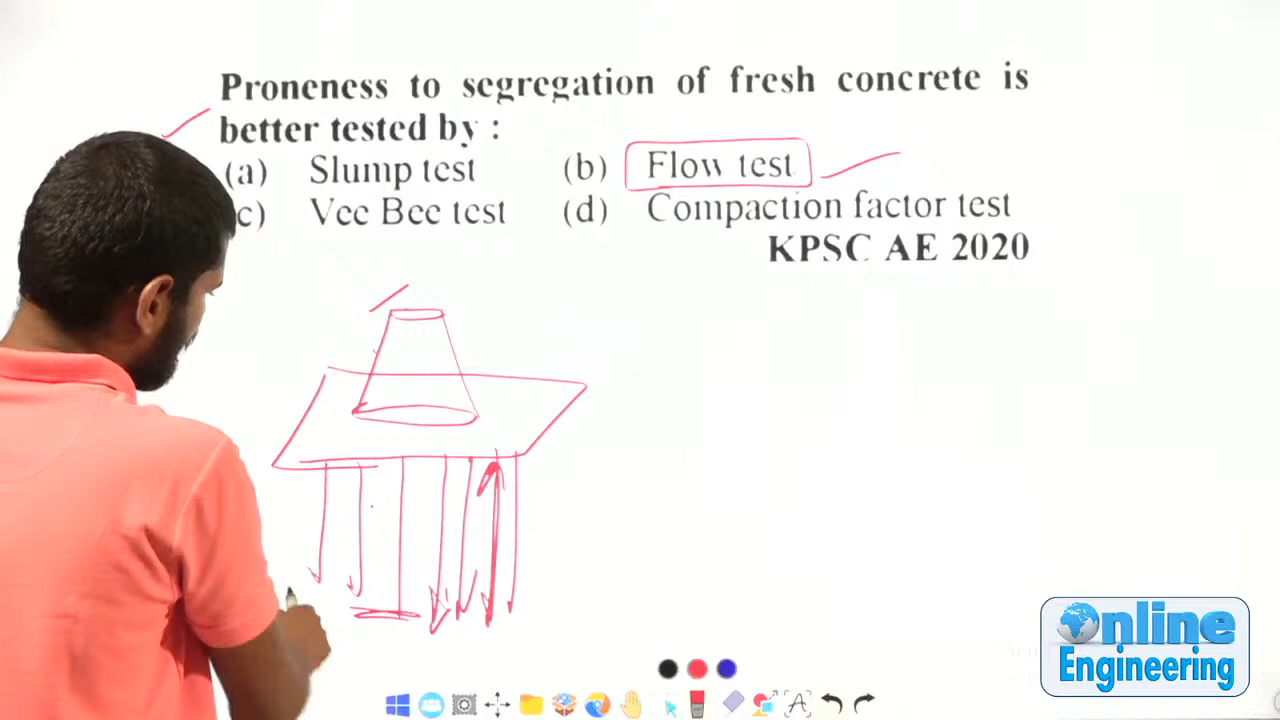 Proneness to segregation of fresh concrete is
better tested by :
(a) Slump test (b) Flow test
c) Vee Bee test (d) Compaction factor test
KPSC AE 2020
Online
Engineering